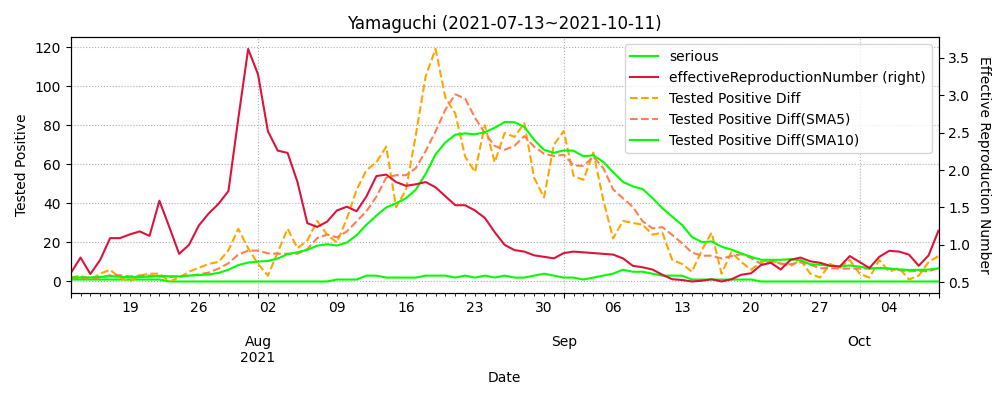 Yamaguchi (2021-07-13~2021-10-11)
120
100
80
60
40
20
0
Tested Positive
serious
effectiveReproductionNumber (right)
Tested Positive Diff
Tested Positive Diff(SMA5)
Tested Positive Diff(SMA10)
3.5
3.0
2.5
2.0
1.5
1.0
0.5
Effective Reproduction Number
19 26 02 09 16 23 30 06 13 20 27 04
Aug Sep Oct
2021
Date